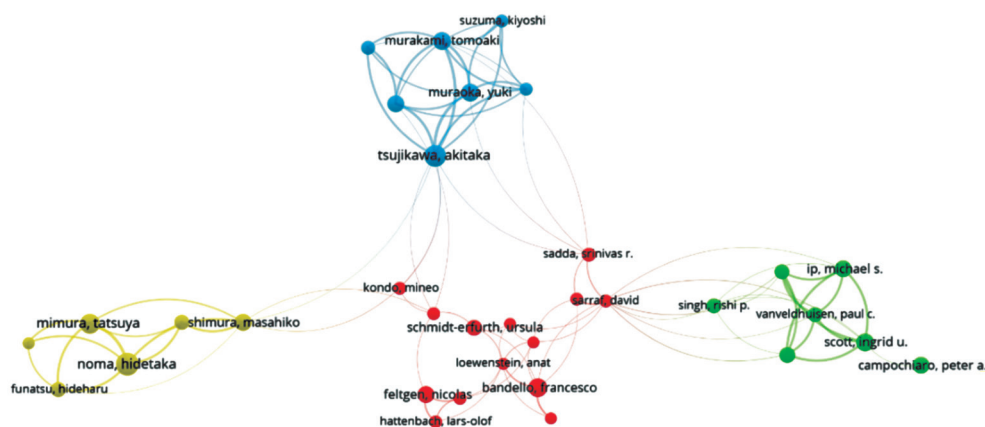 suzuma, kiyoshi
murakami, tomoaki
muraoka, yuki
tsujikawa, akitaka
sadda, srinivas r.
kondo, mineo
sarraf, david
ip, michael s.
singh, rishi p.
vanveldhuisen, paul c.
mimura, tatsuya
shimura, masahiko
schmidt-erfurth, ursula
scott, ingrid u.
noma, hidetaka
loewenstein, anat
campochiaro, peter a.
funatsu, hideharu
bandello, francesco
feltgen, nicolas
hattenbach, lars-olof